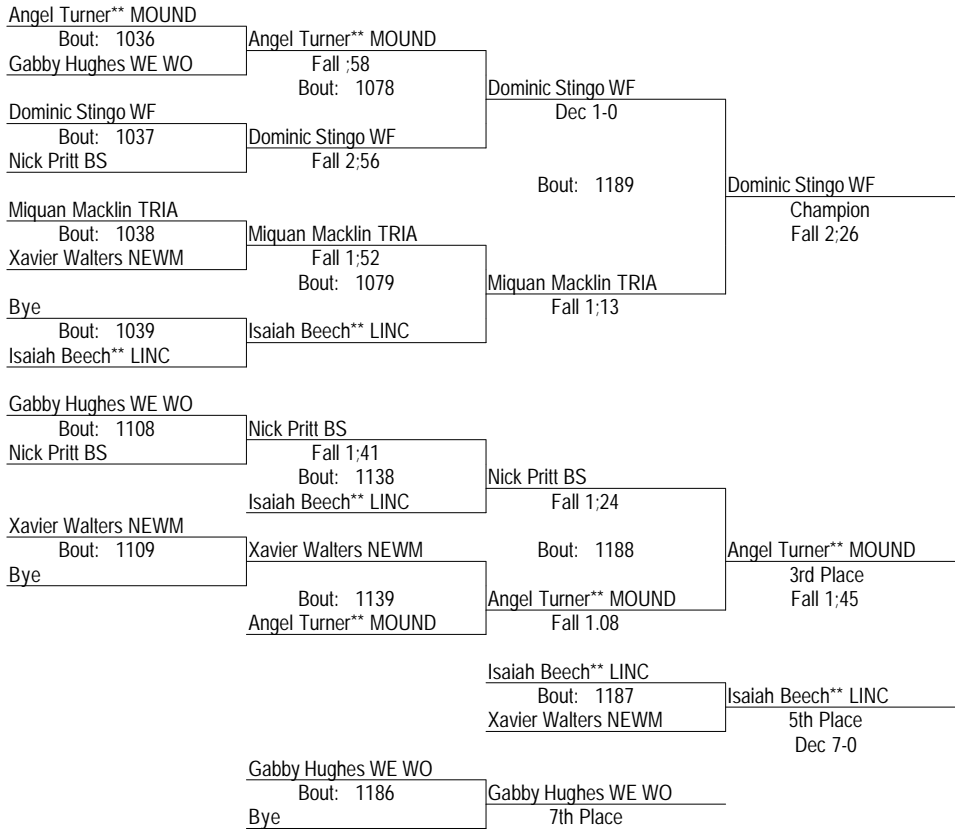 Angel Turner** MOUND
Bout: 1036
Angel Turner** MOUND
Gabby Hughes WE WO
Fall ;58
Bout: 1078
Dominic Stingo WF
Dominic Stingo WF
Dec 1-0
Bout: 1037
Dominic Stingo WF
Nick Pritt BS
Fall 2;56
Bout: 1189
Dominic Stingo WF
Miquan Macklin TRIA
Champion
Bout: 1038
Miquan Macklin TRIA
Fall 2;26
Xavier Walters NEWM
Fall 1;52
Bout: 1079
Miquan Macklin TRIA
Bye
Fall 1;13
Bout: 1039
Isaiah Beech** LINC
Isaiah Beech** LINC
Gabby Hughes WE WO
Bout: 1108
Nick Pritt BS
Nick Pritt BS
Fall 1;41
Bout: 1138
Nick Pritt BS
Isaiah Beech** LINC
Fall 1;24
Xavier Walters NEWM
Bout: 1109
Xavier Walters NEWM
Bout: 1188
Angel Turner** MOUND
Bye
3rd Place
Bout: 1139
Angel Turner** MOUND
Fall 1;45
Angel Turner** MOUND
Fall 1.08
Isaiah Beech** LINC
Bout: 1187
Isaiah Beech** LINC
Xavier Walters NEWM
5th Place
Dec 7-0
Gabby Hughes WE WO
Bout: 1186
Gabby Hughes WE WO
Bye
7th Place